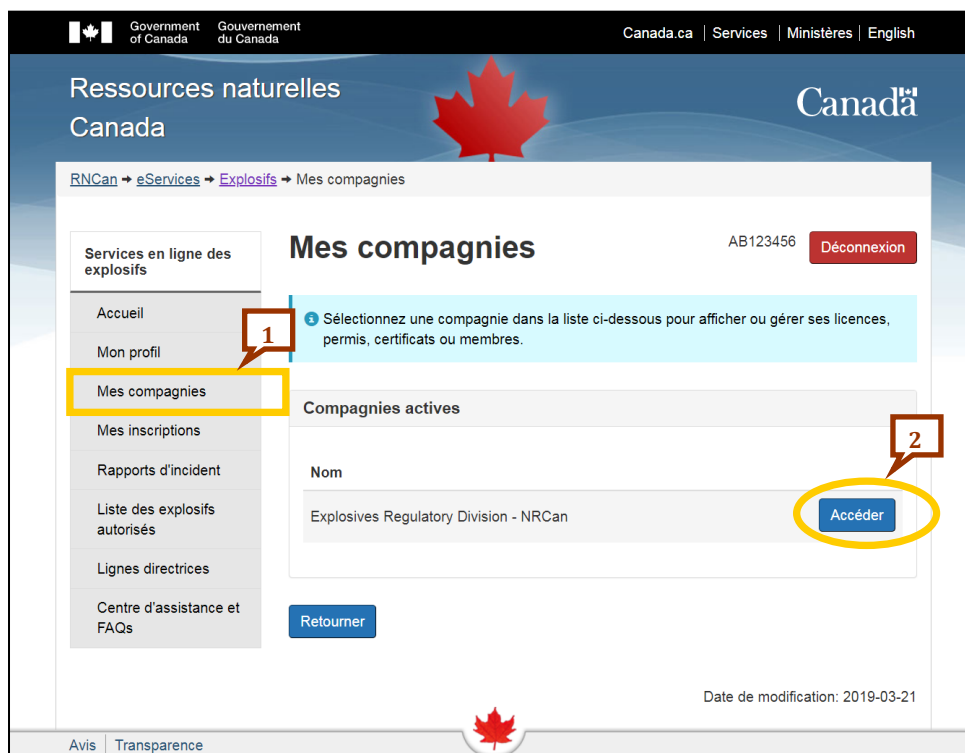 Government Gouvernement
of Canada du Canada
Canada.ca | Services | Ministères | English
Ressources naturelles
Canada
Canada
RNCan ➔ eServices ➔ Explosifs ➔ Mes compagnies
Services en ligne des
explosifs
Accueil
Mon profil
Mes compagnies
Mes inscriptions
Rapports d'incident
Liste des explosifs
autorisés
Lignes directrices
Centre d'assistance et
FAQs
1
Mes compagnies
AB123456
Déconnexion
Sélectionnez une compagnie dans la liste ci-dessous pour afficher ou gérer ses licences,
permis, certificats ou membres.
Compagnies actives
2
Nom
Explosives Regulatory Division - NRCan
Accéder
Retourner
Date de modification: 2019-03-21
Avis | Transparence